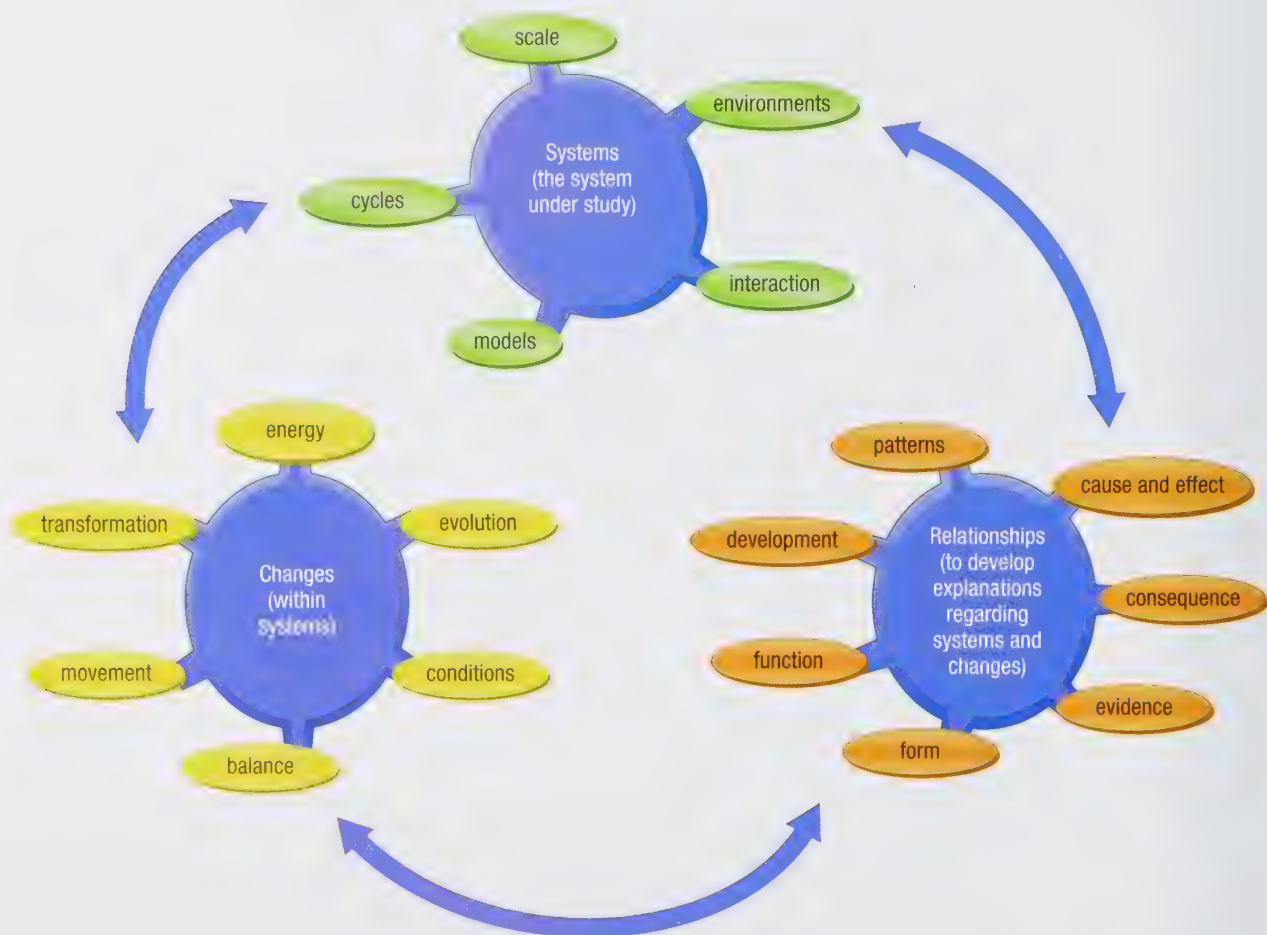 scale
environments
Systems
(the system
under study)
cycles
interaction
models
energy
transformation
evolution
Changes
(within
systems)
movement
conditions
balance
patterns
cause and effect
development
Relationships
(to develop
explanations
regarding
systems and
changes)
consequence
function
evidence
form